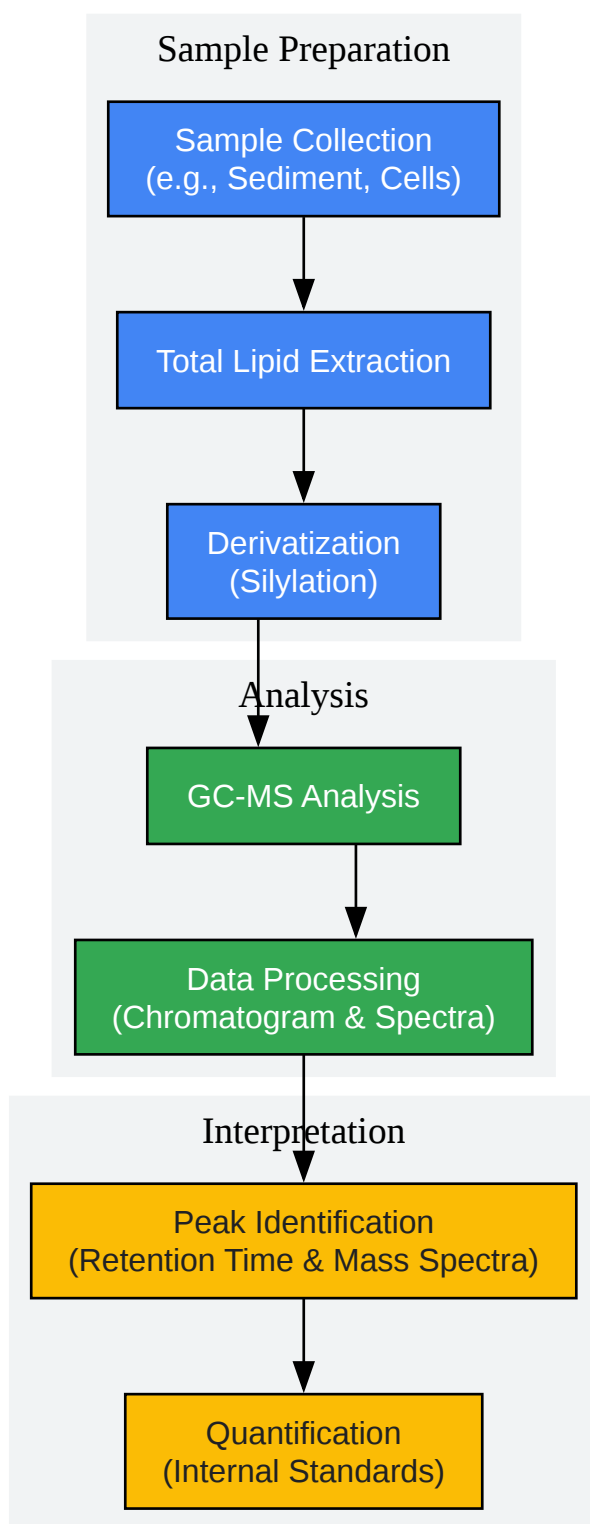 Sample Preparation
Sample Collection
(e.g., Sediment, Cells)
Total Lipid Extraction
Derivatization
(Silylation)
Analysis
GC-MS Analysis
Data Processing
(Chromatogram & Spectra)
Interpretation
Peak Identification
(Retention Time & Mass Spectra)
Quantification
(Internal Standards)